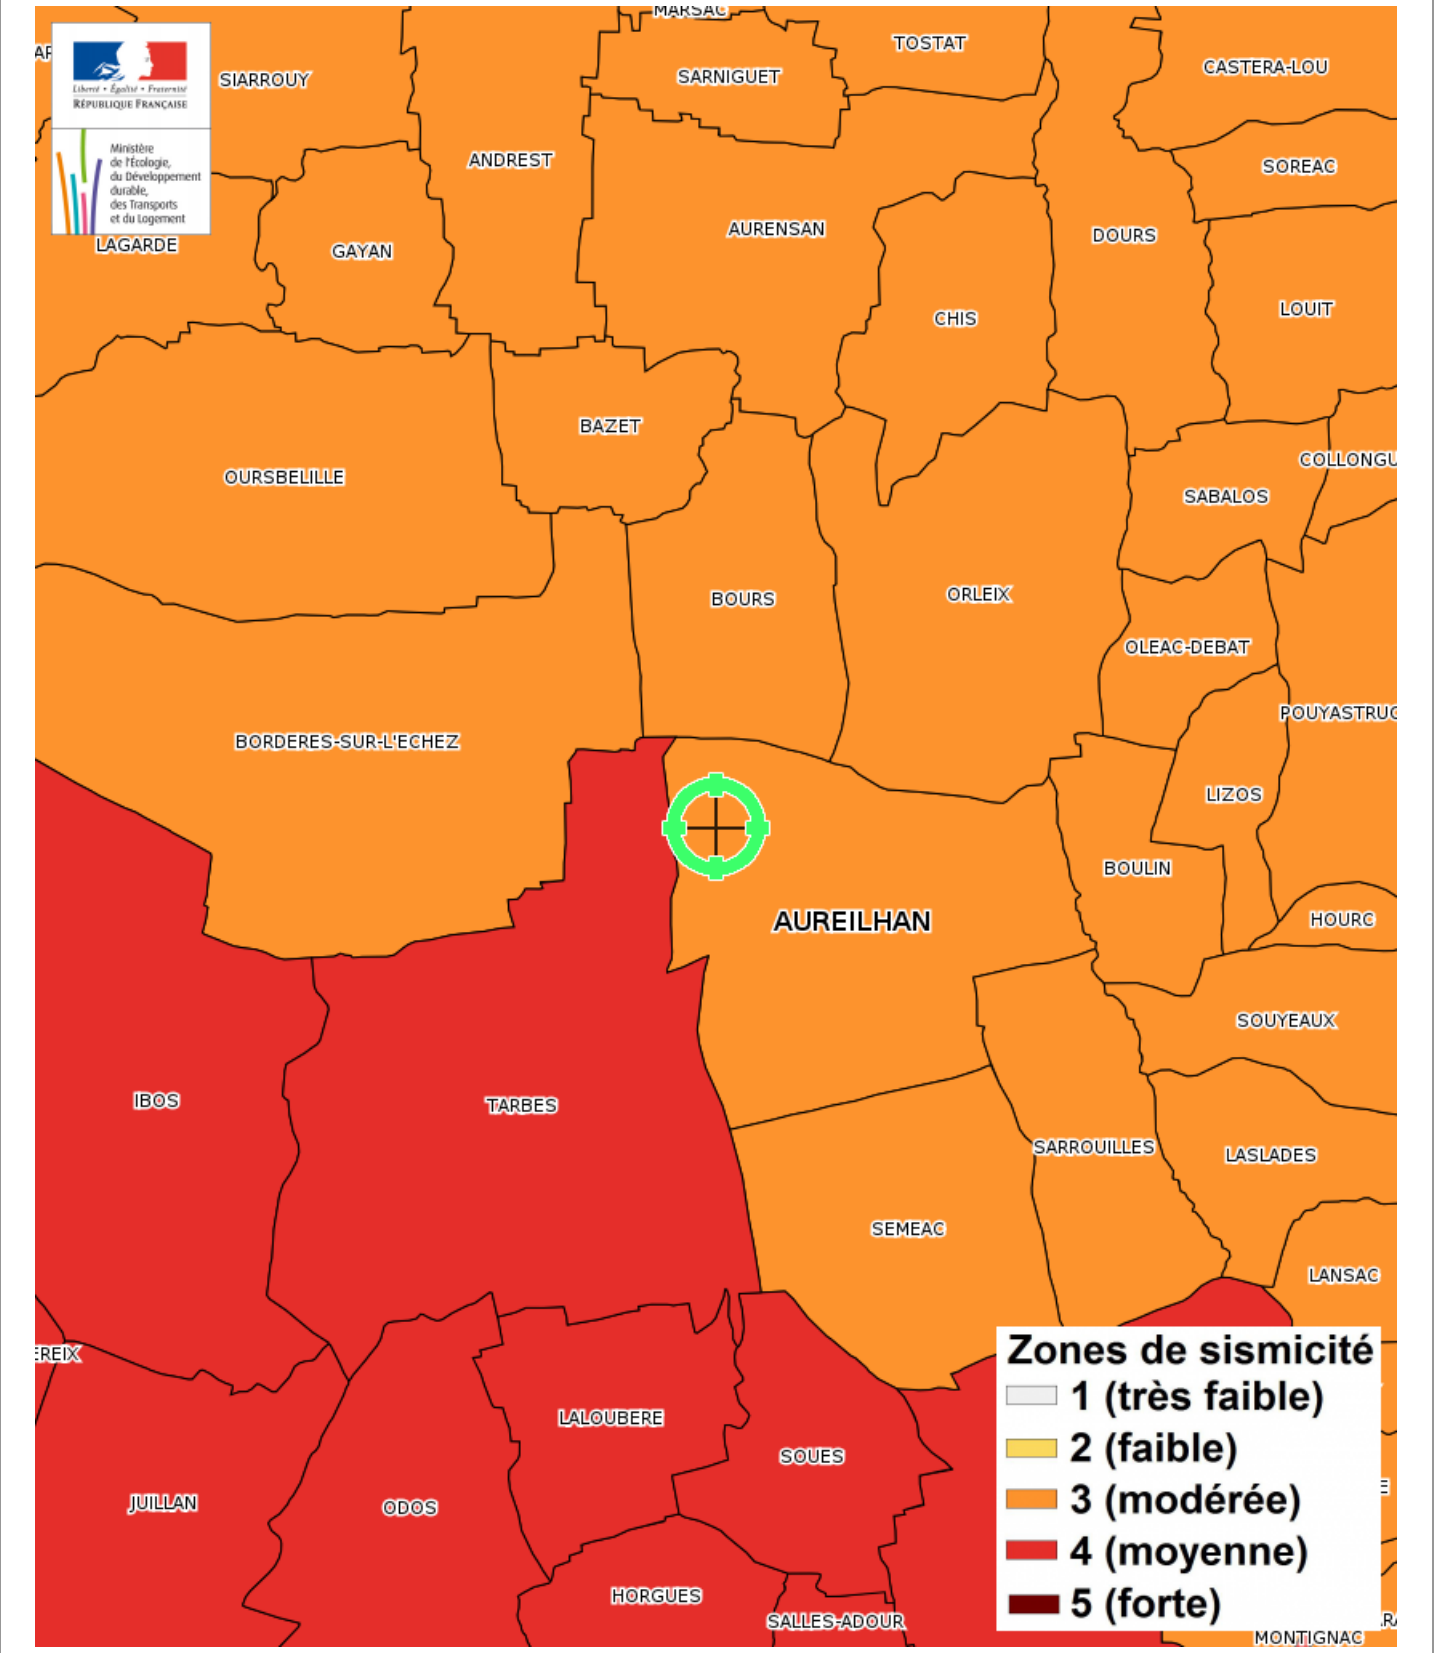 MARSAC
TOSTAT
CASTERA-LOU
SARNIGUET
SIARROUY
Liberté • Égalité • Fraternité
RÉPUBLIQUE FRANÇAISE
Ministère
de l'Écologie,
du Développement
durable,
des Transports
et du Logement
ANDREST
SOREAC
AURENSAN
DOURS
LAGARDE
GAYAN
LOUIT
CHIS
BAZET
COLLONGU
OURSBELILLE
SABALOS
ORLEIX
BOURS
OLEAC-DEBAT
POUYASTRUC
BORDERES-SUR-L'ECHEZ
LIZOS
BOULIN
AUREILHAN
HOURC
SOUYEAUX
IBOS
TARBES
SARROUILLES
LASLADES
SEMEAC
LANSAC
EREIX
Zones de sismicité
1 (très faible)
2 (faible)
3 (modérée)
4 (moyenne)
5 (forte)
LALOUBERE
SOUES
JUILLAN
ODOS
HORGUES
SALLES-ADOUR
MONTIGNAC